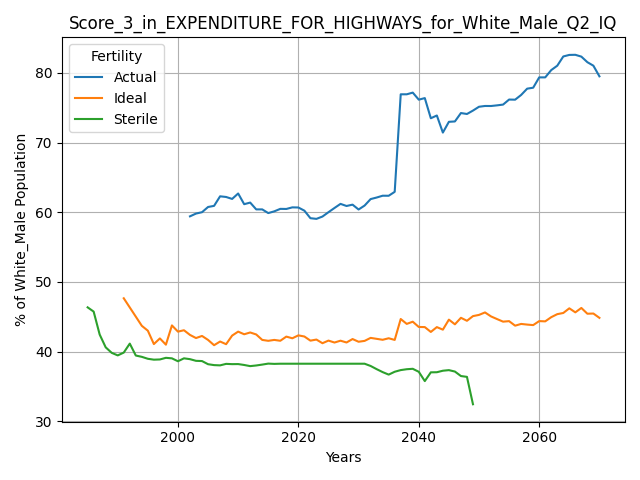 Score_3_in_EXPENDITURE_FOR_HIGHWAYS_for_White_Male_Q2_IQ
Fertility
Actual
Ideal
Sterile
% of White_Male Population
80
70
60
50
40
30
2000
2020
2040
2060
Years